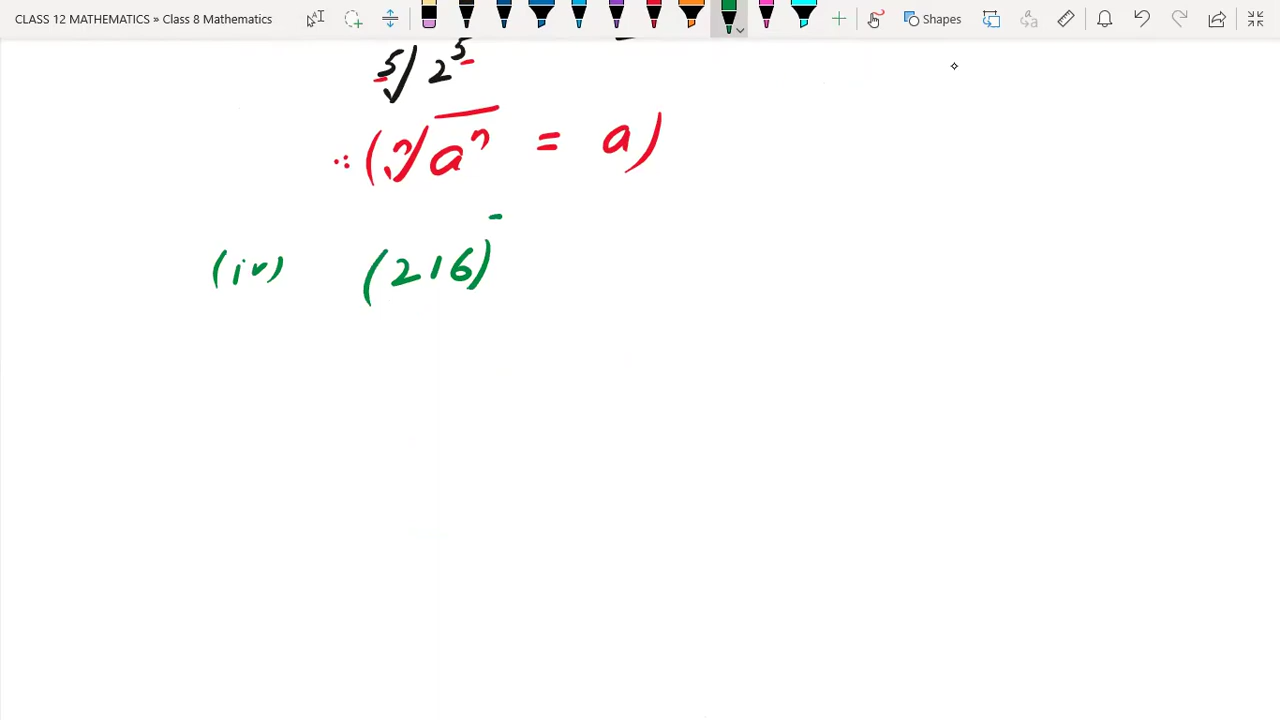 CLASS 12 MATHEMATICS » Class 8 Mathematics Shapes
⁵√2⁵
∵ (ⁿ√aⁿ = a)
(iv) (216)⁻